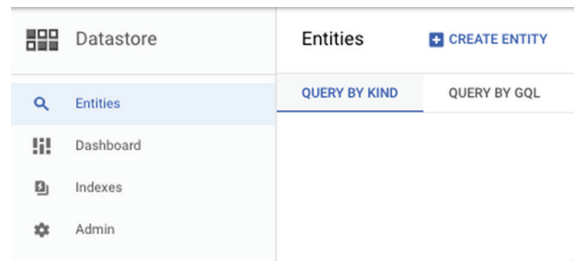 Datastore
Entities
Dashboard
Indexes
Admin
Entities CREATE ENTITY
QUERY BY KIND QUERY BY GQL